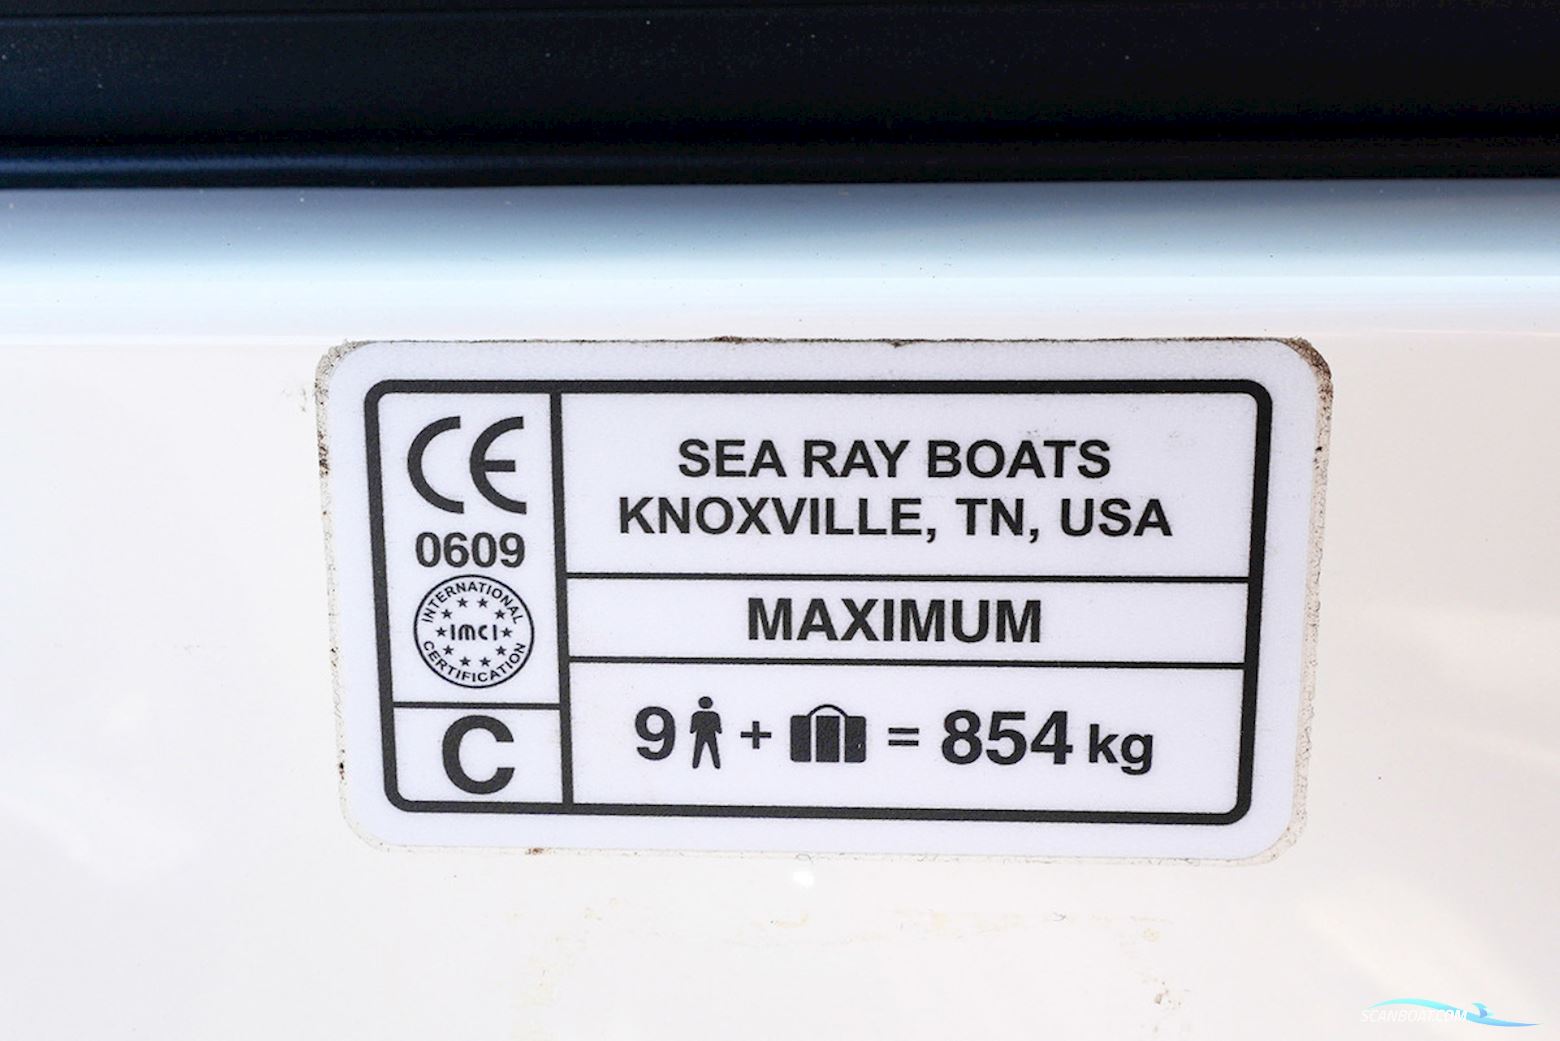 CE
0609
INTERNATIONAL
IMCI
CERTIFICATION
C
SEA RAY BOATS
KNOXVILLE, TN, USA
MAXIMUM
9 + = 854 kg
SCANBOAT.COM